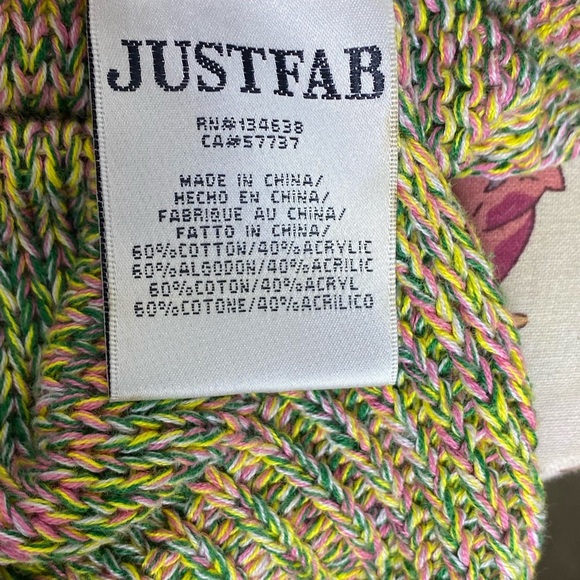 JUSTFAB
RN#134638
CA#57737
MADE IN CHINA/
HECHO EN CHINA/
FABRIQUE AU CHINA/
FATTO IN CHINA/
60%COTTON/40%ACRYLIC
60%ALGODON/40%ACRILIC
60%COTON/40%ACRYL
60%COTONE/40%ACRILICO